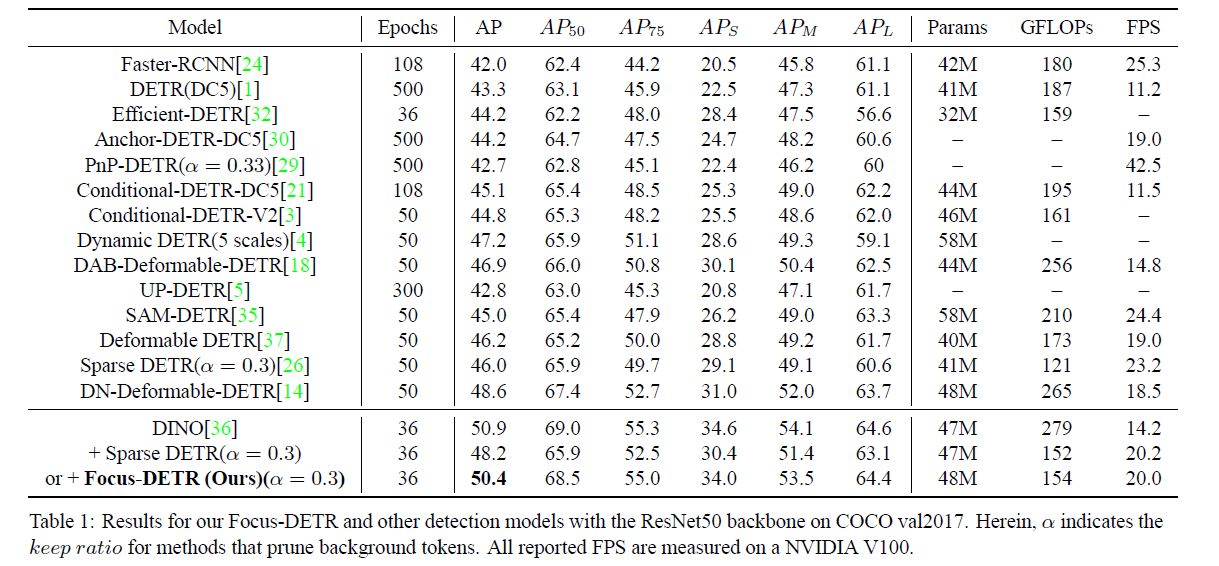 Model Epochs AP AP50 AP75 APS APM APL Params GFLOPs FPS
Faster-RCNN[24] 108 42.0 62.4 44.2 20.5 45.8 61.1 42M 180 25.3
DETR(DC5)[1] 500 43.3 63.1 45.9 22.5 47.3 61.1 41M 187 11.2
Efficient-DETR[32] 36 44.2 62.2 48.0 28.4 47.5 56.6 32M 159 –
Anchor-DETR-DC5[30] 500 44.2 64.7 47.5 24.7 48.2 60.6 – – 19.0
PnP-DETR(α = 0.33)[29] 500 42.7 62.8 45.1 22.4 46.2 60 – – 42.5
Conditional-DETR-DC5[21] 108 45.1 65.4 48.5 25.3 49.0 62.2 44M 195 11.5
Conditional-DETR-V2[3] 50 44.8 65.3 48.2 25.5 48.6 62.0 46M 161 –
Dynamic DETR(5 scales)[4] 50 47.2 65.9 51.1 28.6 49.3 59.1 58M – –
DAB-Deformable-DETR[18] 50 46.9 66.0 50.8 30.1 50.4 62.5 44M 256 14.8
UP-DETR[5] 300 42.8 63.0 45.3 20.8 47.1 61.7 – – –
SAM-DETR[35] 50 45.0 65.4 47.9 26.2 49.0 63.3 58M 210 24.4
Deformable DETR[37] 50 46.2 65.2 50.0 28.8 49.2 61.7 40M 173 19.0
Sparse DETR(α = 0.3)[26] 50 46.0 65.9 49.7 29.1 49.1 60.6 41M 121 23.2
DN-Deformable-DETR[14] 50 48.6 67.4 52.7 31.0 52.0 63.7 48M 265 18.5
DINO[36] 36 50.9 69.0 55.3 34.6 54.1 64.6 47M 279 14.2
+ Sparse DETR(α = 0.3) 36 48.2 65.9 52.5 30.4 51.4 63.1 47M 152 20.2
or + Focus-DETR (Ours)(α = 0.3) 36 50.4 68.5 55.0 34.0 53.5 64.4 48M 154 20.0
Table 1: Results for our Focus-DETR and other detection models with the ResNet50 backbone on COCO val2017. Herein, α indicates the
keep ratio for methods that prune background tokens. All reported FPS are measured on a NVIDIA V100.